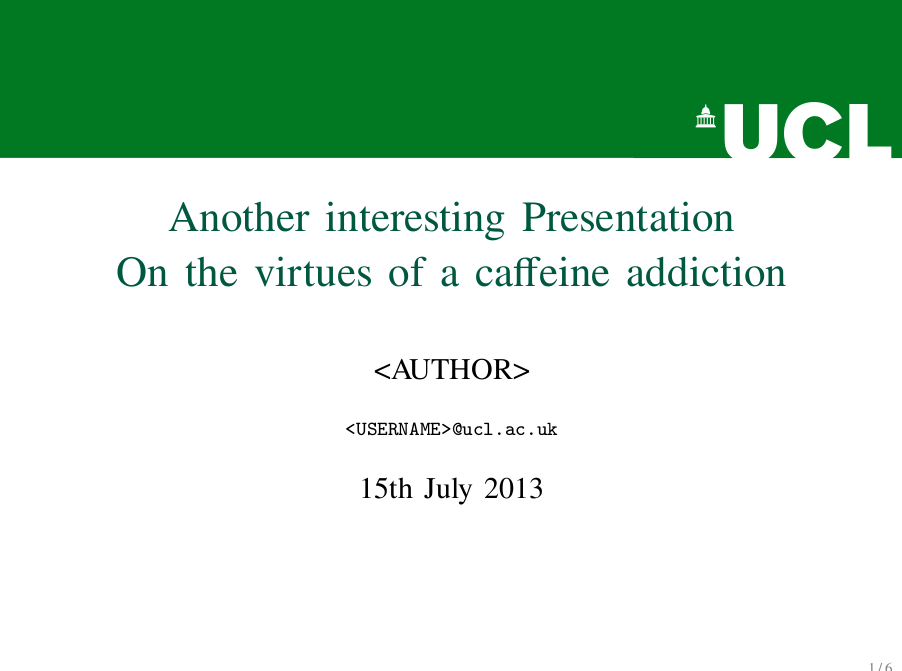 UCL
Another interesting Presentation
On the virtues of a caffeine addiction
<AUTHOR>
<USERNAME>@ucl.ac.uk
15th July 2013
1 / 6